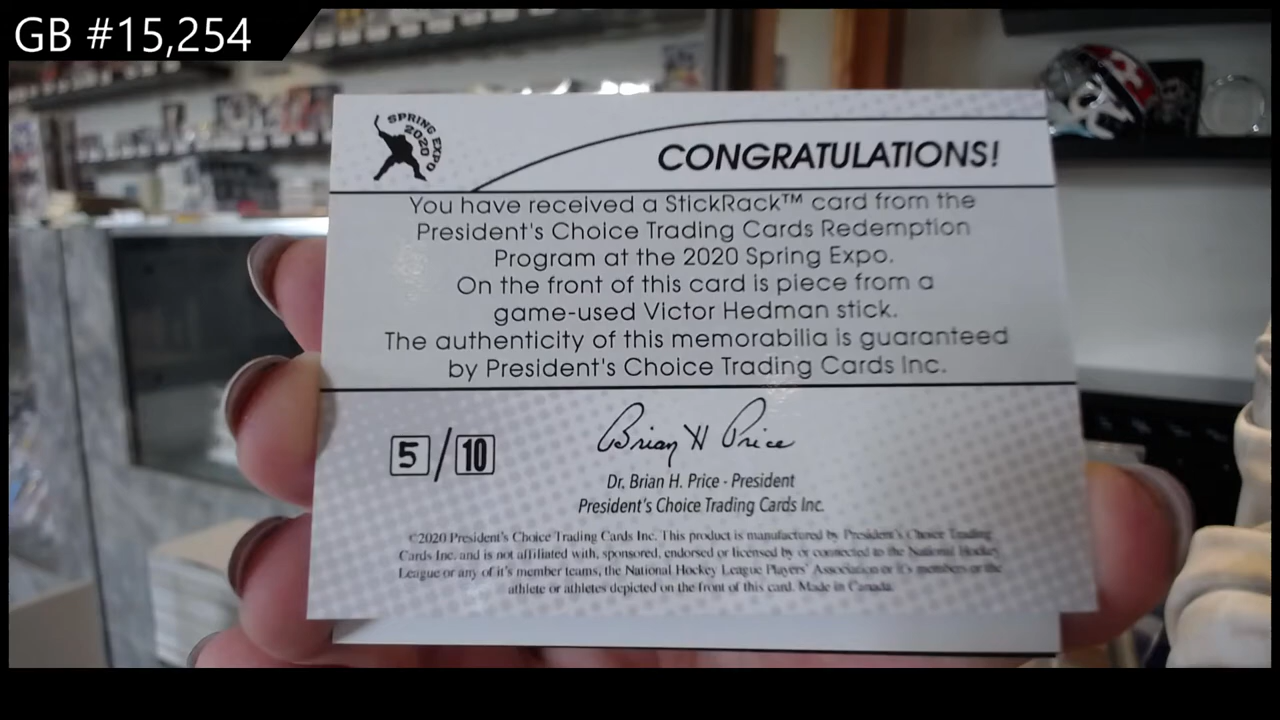 GB #15,254
SPRING EXPO
2020
CONGRATULATIONS!
You have received a StickRack™ card from the
President's Choice Trading Cards Redemption
Program at the 2020 Spring Expo.
On the front of this card is piece from a
game-used Victor Hedman stick.
The authenticity of this memorabilia is guaranteed
by President's Choice Trading Cards Inc.
5/10
Brian H Price
Dr. Brian H. Price - President
President's Choice Trading Cards Inc.
©2020 President's Choice Trading Cards Inc. This product is manufactured by President's Choice Trading
Cards Inc. and is not affiliated with, sponsored, endorsed or licensed by or connected to the National Hockey
League or any of it's member teams, the National Hockey League Players' Association or it's members or the
athlete or athletes depicted on the front of this card. Made in Canada.